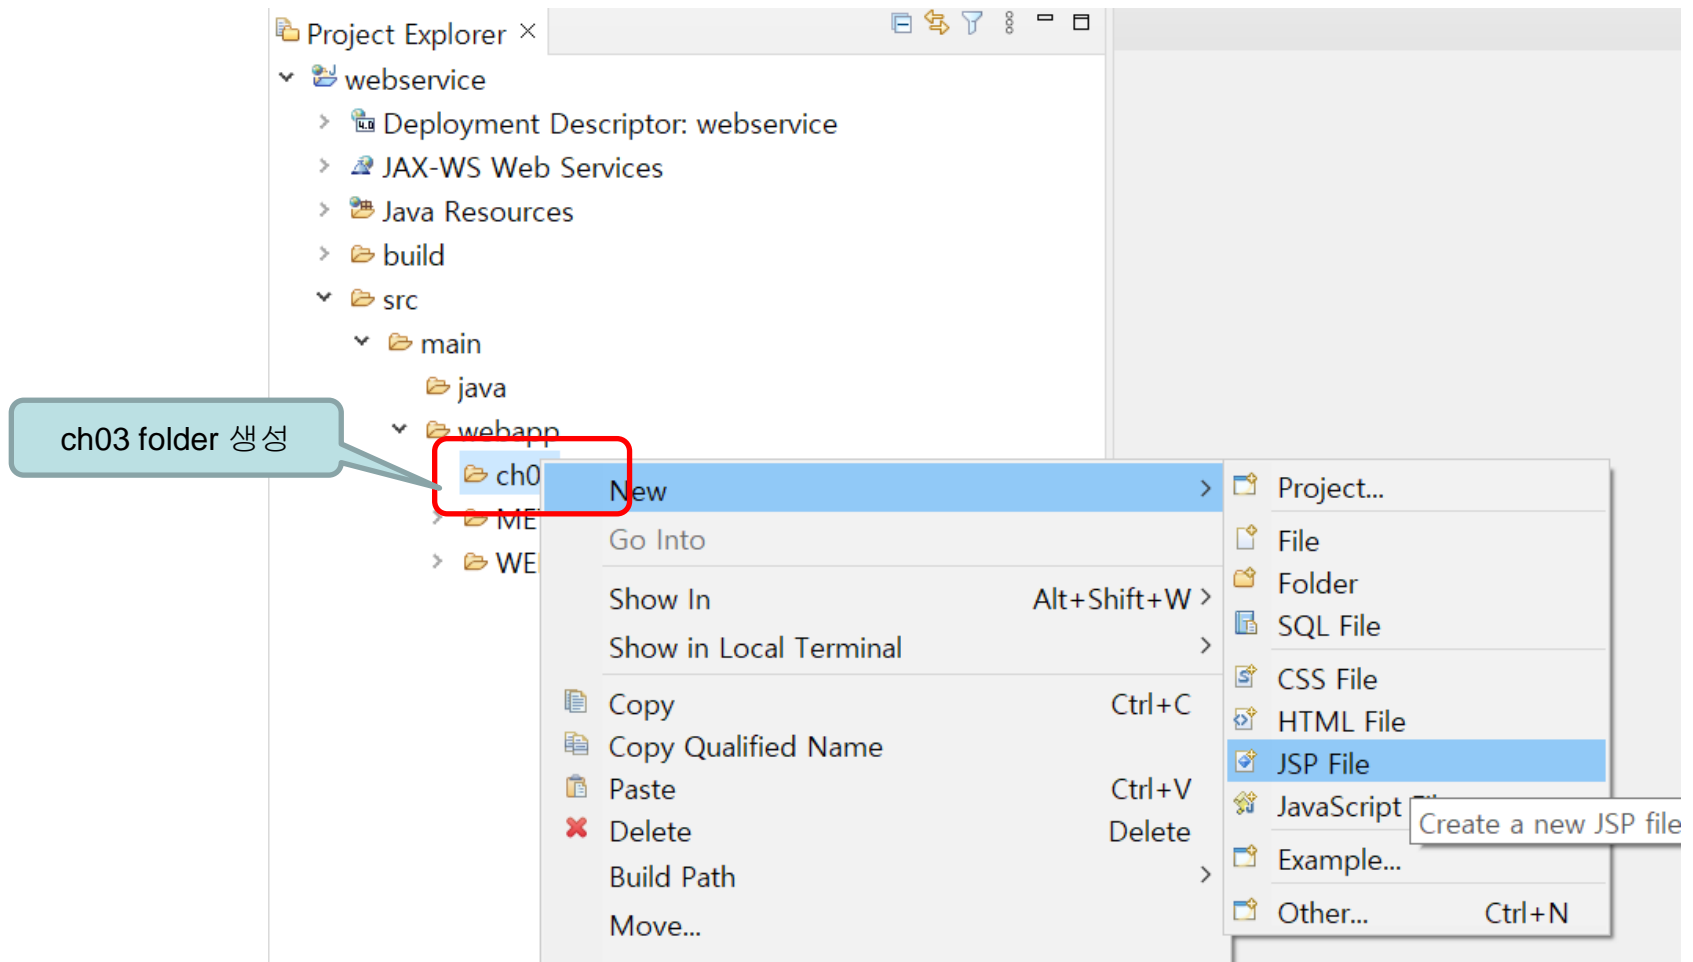 Project Explorer
webservice
Deployment Descriptor: webservice
JAX-WS Web Services
Java Resources
build
src
main
java
webapp
ch03 folder 생성
ch0
ME
WE
New
Go Into
Show In Alt+Shift+W
Show in Local Terminal
Copy Ctrl+C
Copy Qualified Name
Paste Ctrl+V
Delete Delete
Build Path
Move...
Project...
File
Folder
SQL File
CSS File
HTML File
JSP File
JavaScript
Create a new JSP file
Example...
Other... Ctrl+N